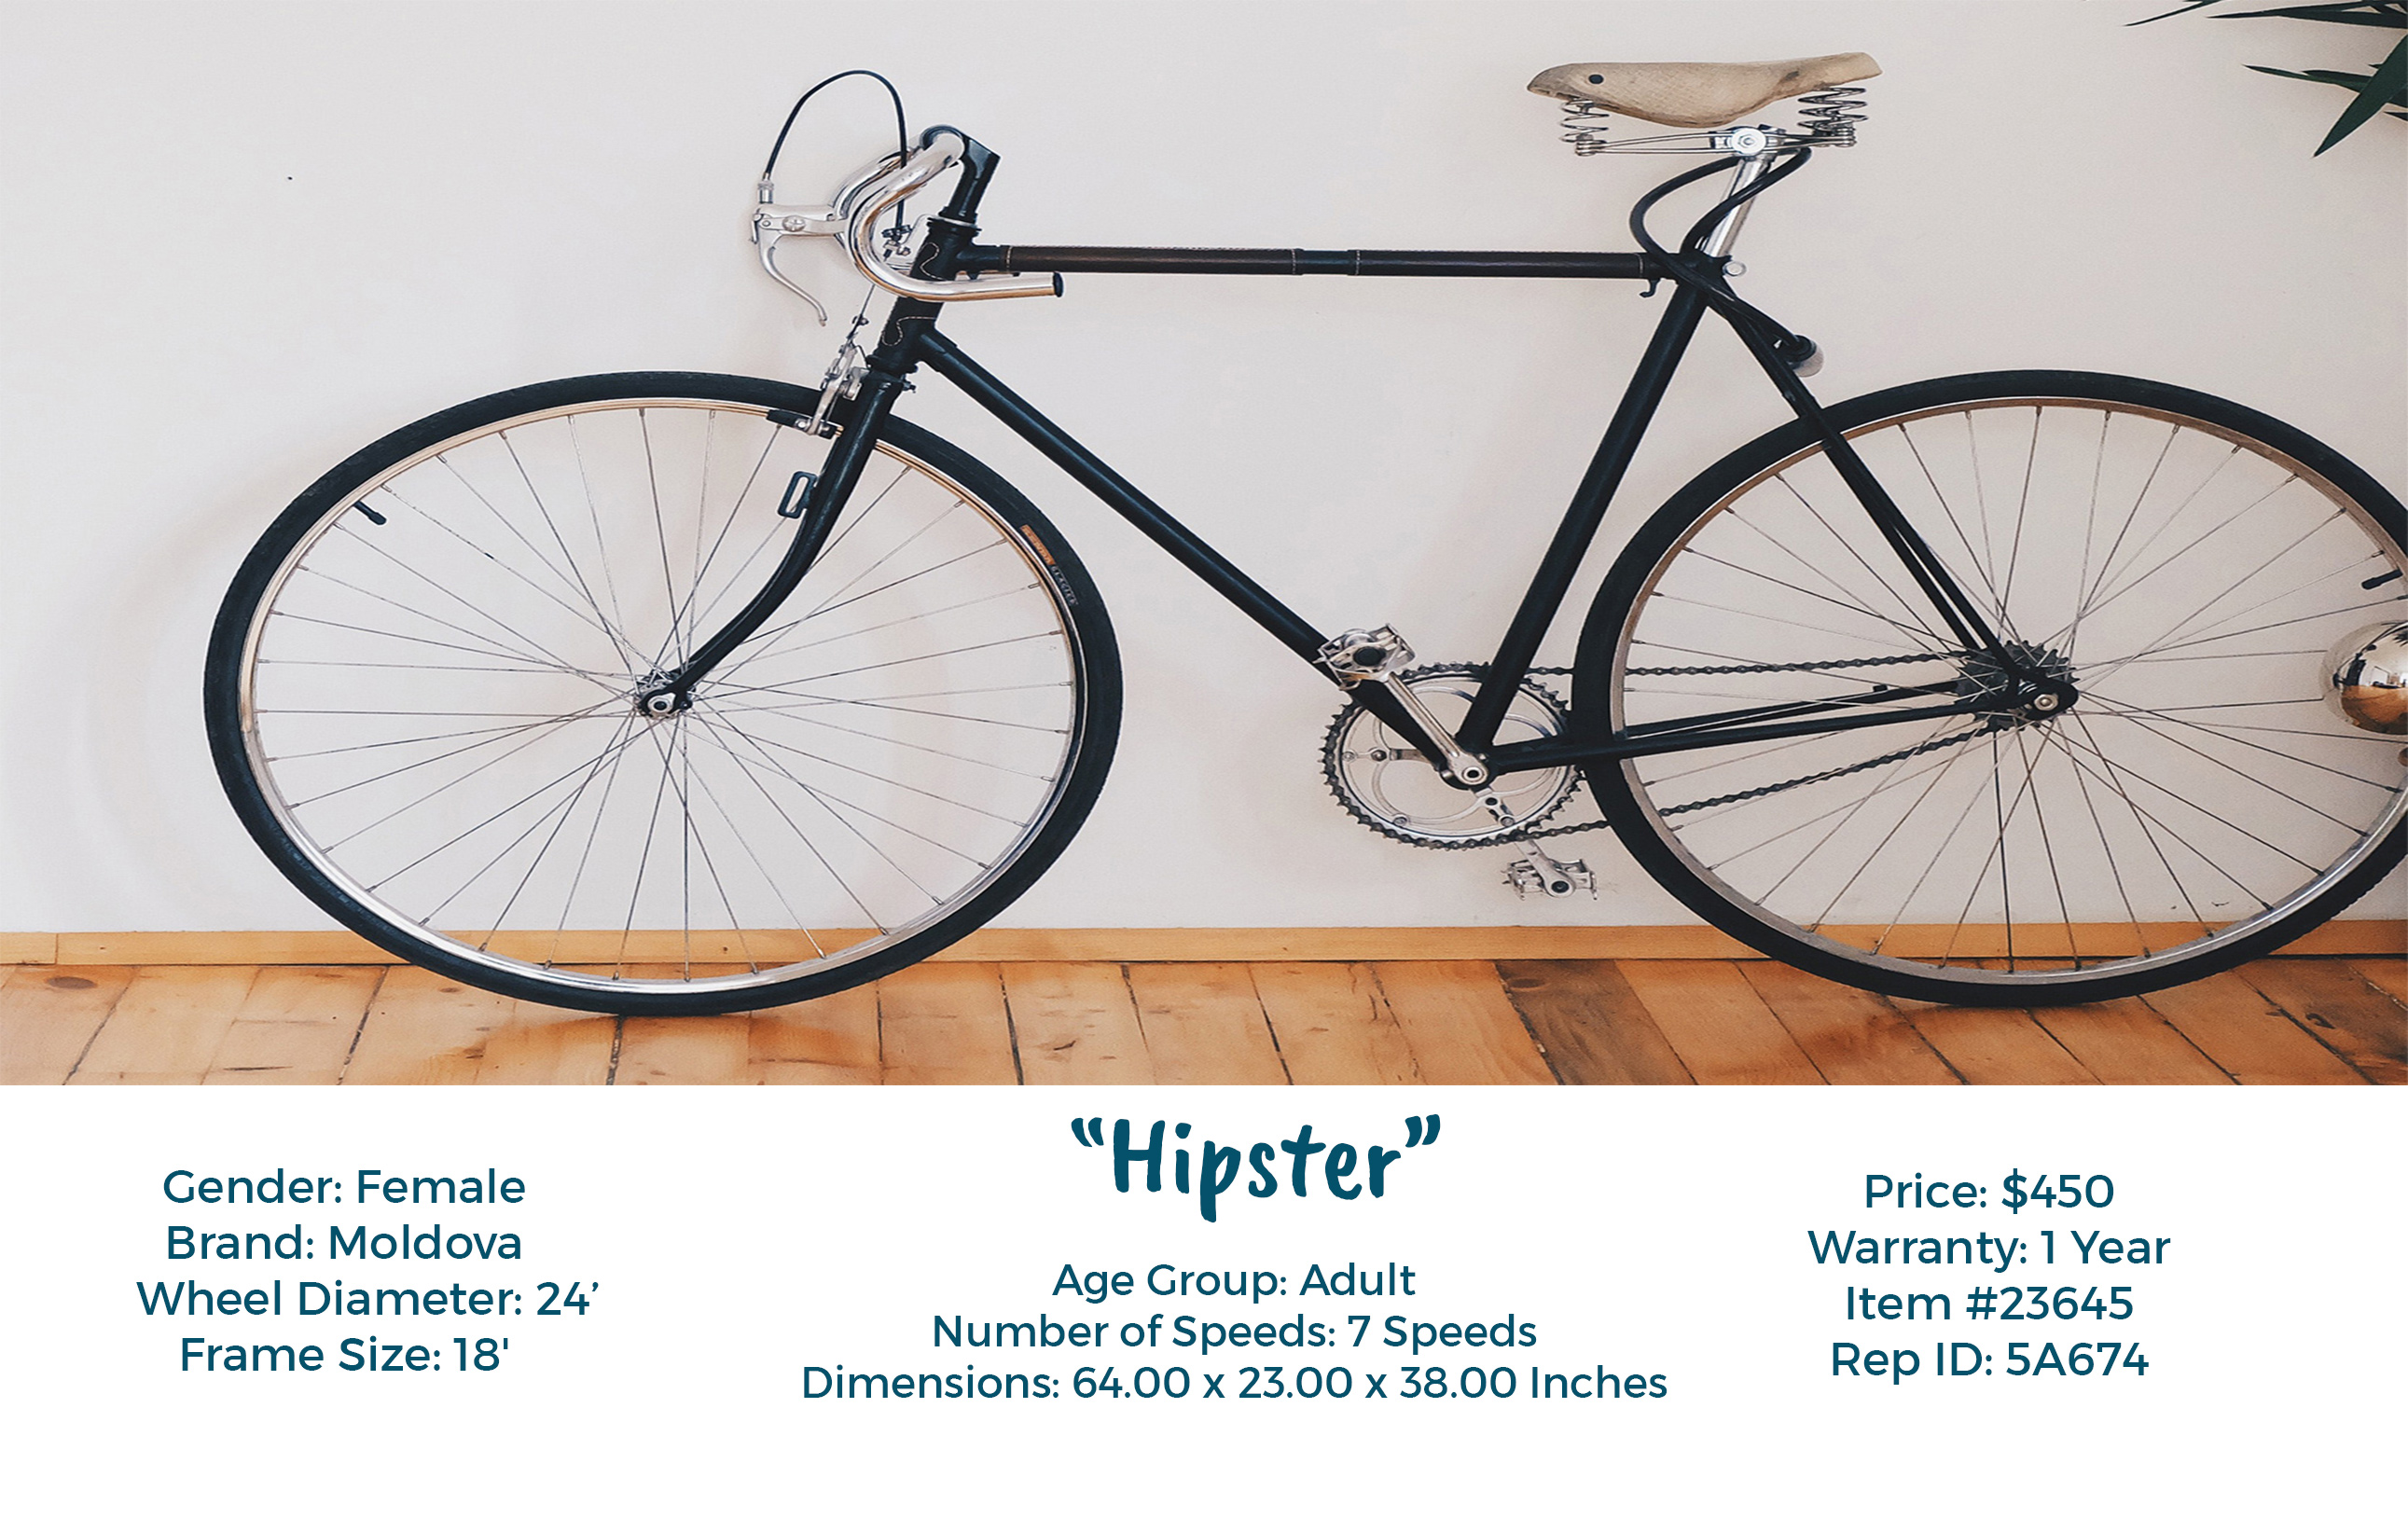 “Hipster”
Gender: Female
Brand: Moldova
Wheel Diameter: 24’
Frame Size: 18'
Age Group: Adult
Number of Speeds: 7 Speeds
Dimensions: 64.00 x 23.00 x 38.00 Inches
Price: $450
Warranty: 1 Year
Item #23645
Rep ID: 5A674